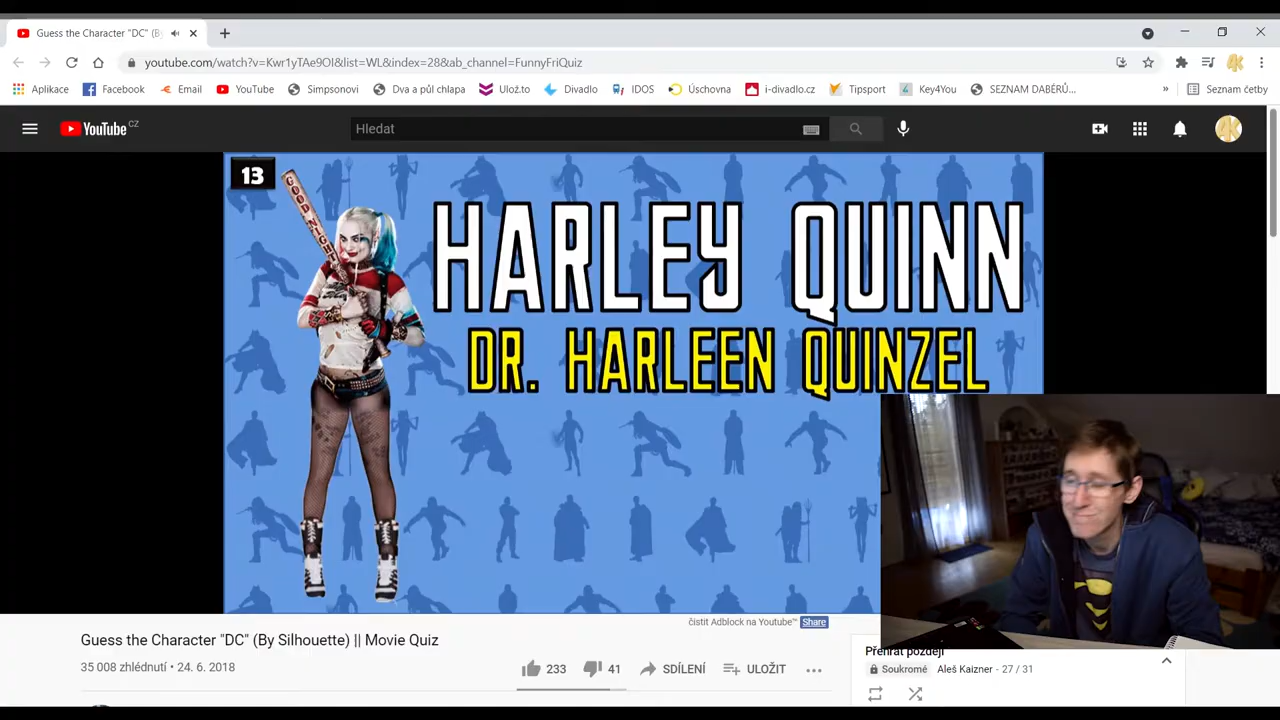 Guess the Character "DC" (B
youtube.com/watch?v=Kwr1yTAe9OI&list=WL&index=28&ab_channel=FunnyFriQuiz
Aplikace Facebook Email YouTube Simpsonovi Dva a půl chlapa Ulož.to Divadlo IDOS Úschovna i-divadlo.cz Tipsport Key4You SEZNAM DABÉRŮ... » Seznam četby
YouTube CZ
Hledat
13
GOOD NIGHT
HARLEY QUINN
DR. HARLEEN QUINZEL
čistit Adblock na Youtube™ Share
Guess the Character "DC" (By Silhouette) || Movie Quiz
35 008 zhlédnutí • 24. 6. 2018
233 41 SDÍLENÍ ULOŽIT ...
Přehrát později
Soukromé Aleš Kaizner - 27 / 31